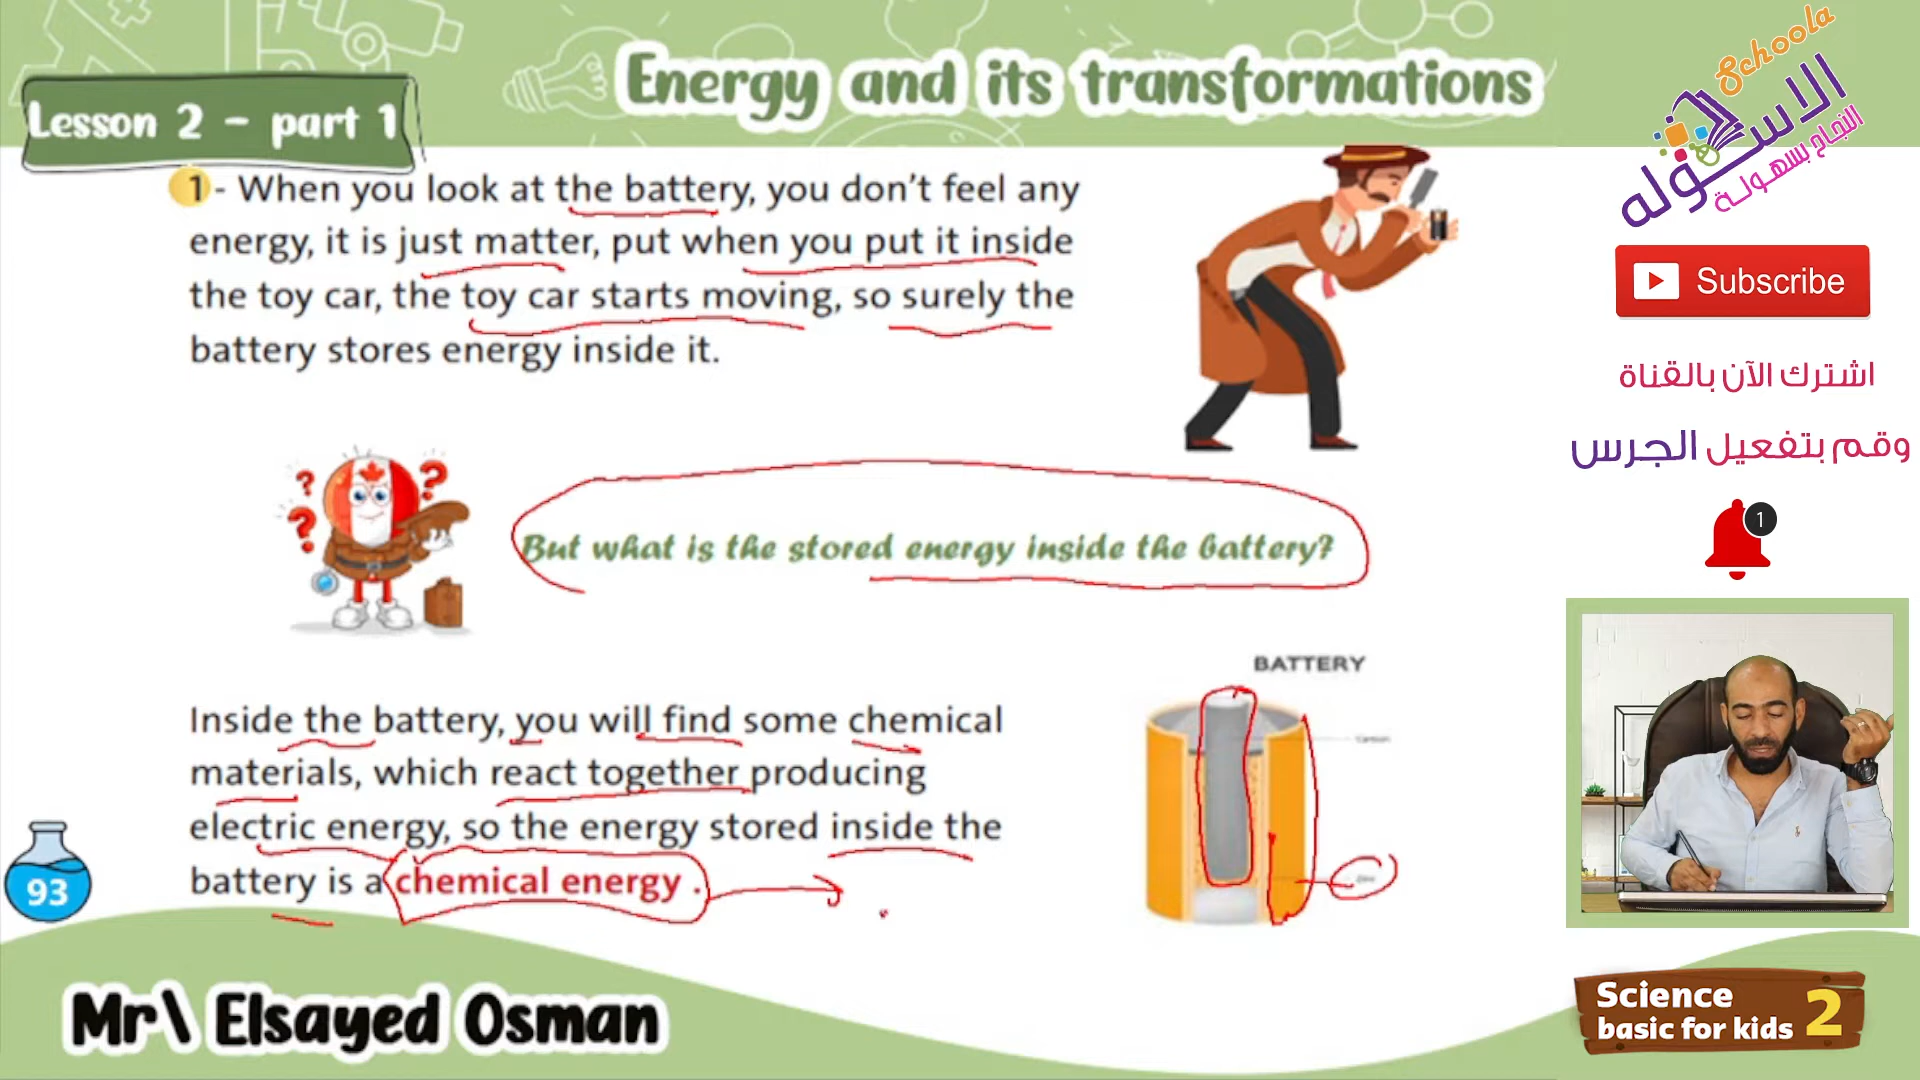 Energy and its transformations
Lesson 2 - part 1
1 - When you look at the battery, you don't feel any
energy, it is just matter, put when you put it inside
the toy car, the toy car starts moving, so surely the
battery stores energy inside it.
? ? ?
But what is the stored energy inside the battery?
BATTERY
Carbon
Inside the battery, you will find some chemical
materials, which react together producing
electric energy, so the energy stored inside the
battery is a chemical energy .
93
Mr\ Elsayed Osman
Schoola
الاسكوله
النجاح بسهولة
Subscribe
اشترك الآن بالقناة
وقم بتفعيل الجرس
1
Science
basic for kids 2